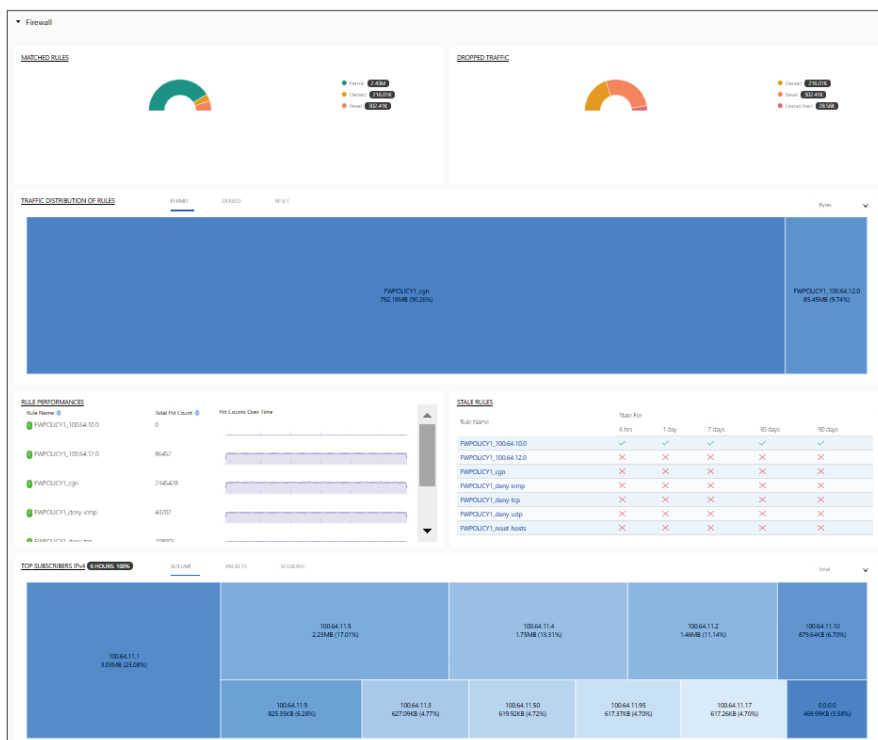 Firewall
MATCHED RULES
Permit 2.43M
Denied 216.01K
Reset 302.41K
DROPPED TRAFFIC
Denied 216.01K
Reset 302.41K
Unmatched 28.56K
TRAFFIC DISTRIBUTION OF RULES PERMIT DENIED RESET Bytes
FWPOLICY1_cgn
792.18MB (90.26%)
FWPOLICY1_100.64.12.0
85.45MB (9.74%)
RULE PERFORMANCES
Rule Name Total Hit Count Hit Counts Over Time
FWPOLICY1_100.64.10.0 0
FWPOLICY1_100.64.12.0 86452
FWPOLICY1_cgn 2346428
FWPOLICY1_deny-icmp 43202
FWPOLICY1_deny-tcp
STALE RULES
Rule Name Stale For
6 hrs 1 day 7 days 30 days 90 days
FWPOLICY1_100.64.10.0
FWPOLICY1_100.64.12.0
FWPOLICY1_cgn
FWPOLICY1_deny-icmp
FWPOLICY1_deny-tcp
FWPOLICY1_deny-udp
FWPOLICY1_reset-hosts
TOP SUBSCRIBERS IPv4 6 HOURS: 100% VOLUME PACKETS SESSIONS Total
100.64.11.1
3.03MB (23.08%)
100.64.11.5
2.23MB (17.01%)
100.64.11.4
1.75MB (13.31%)
100.64.11.2
1.46MB (11.14%)
100.64.11.10
879.64KB (6.70%)
100.64.11.9
825.55KB (6.28%)
100.64.11.3
627.09KB (4.77%)
100.64.11.50
619.92KB (4.72%)
100.64.11.95
617.37KB (4.70%)
100.64.11.17
617.26KB (4.70%)
0.0.0.0
469.99KB (3.58%)